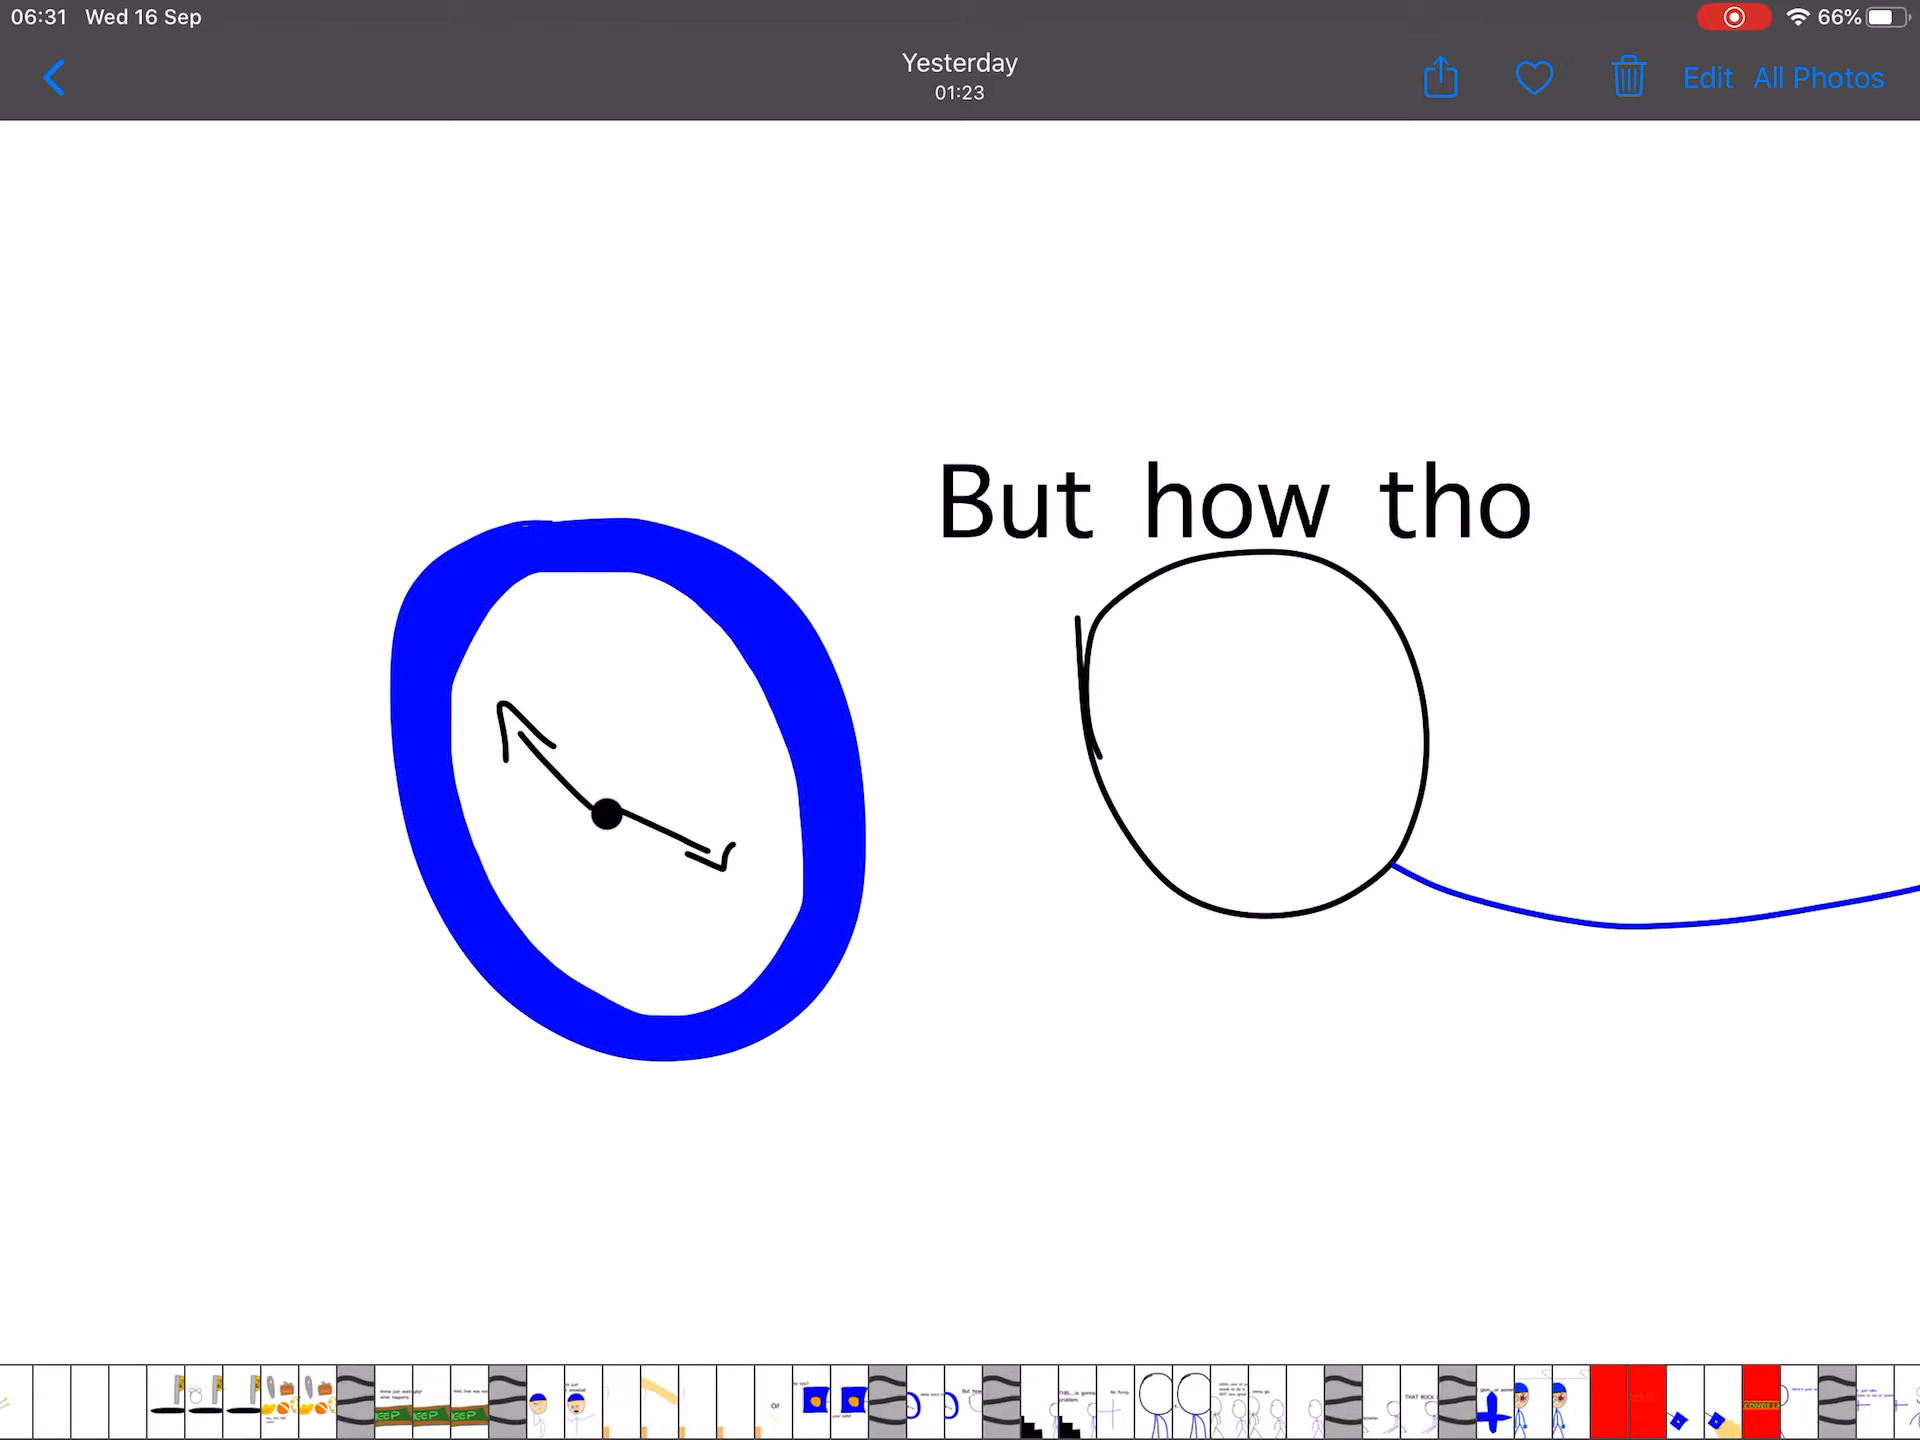 06:31 Wed 16 Sep
66%
Yesterday
01:23
Edit All Photos
But how tho